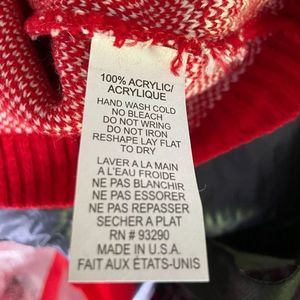 100% ACRYLIC/
ACRYLIQUE
HAND WASH COLD
NO BLEACH
DO NOT WRING
DO NOT IRON
RESHAPE LAY FLAT
TO DRY
LAVER A LA MAIN
A L'EAU FROIDE
NE PAS BLANCHIR
NE PAS ESSORER
NE PAS REPASSER
SECHER A PLAT
RN # 93290
MADE IN U.S.A.
FAIT AUX ÉTATS-UNIS